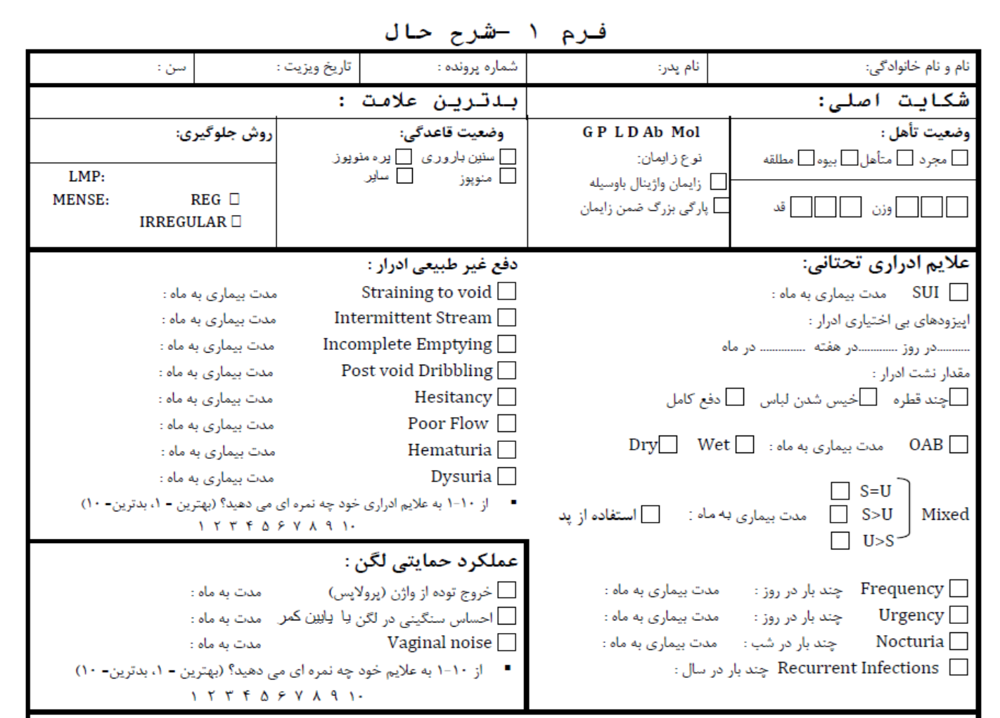 فرم ۱ –شرح حال
نام و نام خانوادگی:
نام پدر:
شماره پرونده :
تاریخ ویزیت :
سن :
شکایت اصلی:
بدترین علامت :
وضعیت تأهل :
مجرد متأهل بیوه مطلقه
وزن قد
G P L D Ab Mol
نوع زایمان:
زایمان واژینال باوسیله
پارگی بزرگ ضمن زایمان
وضعیت قاعدگی:
سنین باروری پره منوپوز
منوپوز سایر
روش جلوگیری:
LMP:
MENSE: REG
IRREGULAR
علایم ادراری تحتانی:
SUI مدت بیماری به ماه :
اپیزودهای بی اختیاری ادرار :
............در روز .............در هفته ............... در ماه
مقدار نشت ادرار :
چند قطره خیس شدن لباس دفع کامل
OAB مدت بیماری به ماه : Wet Dry
S=U
Mixed S>U مدت بیماری به ماه : استفاده از پد
U>S
Frequency چند بار در روز : مدت بیماری به ماه :
Urgency چند بار در روز : مدت بیماری به ماه :
Nocturia چند بار در شب : مدت بیماری به ماه :
Recurrent Infections چند بار در سال :
دفع غیر طبیعی ادرار :
Straining to void مدت بیماری به ماه :
Intermittent Stream مدت بیماری به ماه :
Incomplete Emptying مدت بیماری به ماه :
Post void Dribbling مدت بیماری به ماه :
Hesitancy مدت بیماری به ماه :
Poor Flow مدت بیماری به ماه :
Hematuria مدت بیماری به ماه :
Dysuria مدت بیماری به ماه :
▪ از ۱۰-۱ به علایم ادراری خود چه نمره ای می دهید؟ (بهترین - ۱، بدترین- ۱۰)
۱ ۲ ۳ ۴ ۵ ۶ ۷ ۸ ۹ ۱۰
عملکرد حمایتی لگن :
خروج توده از واژن (پرولاپس) مدت به ماه :
احساس سنگینی در لگن یا پایین کمر مدت به ماه :
Vaginal noise مدت به ماه :
▪ از ۱۰-۱ به علایم خود چه نمره ای می دهید؟ (بهترین - ۱، بدترین- ۱۰)
۱ ۲ ۳ ۴ ۵ ۶ ۷ ۸ ۹ ۱۰